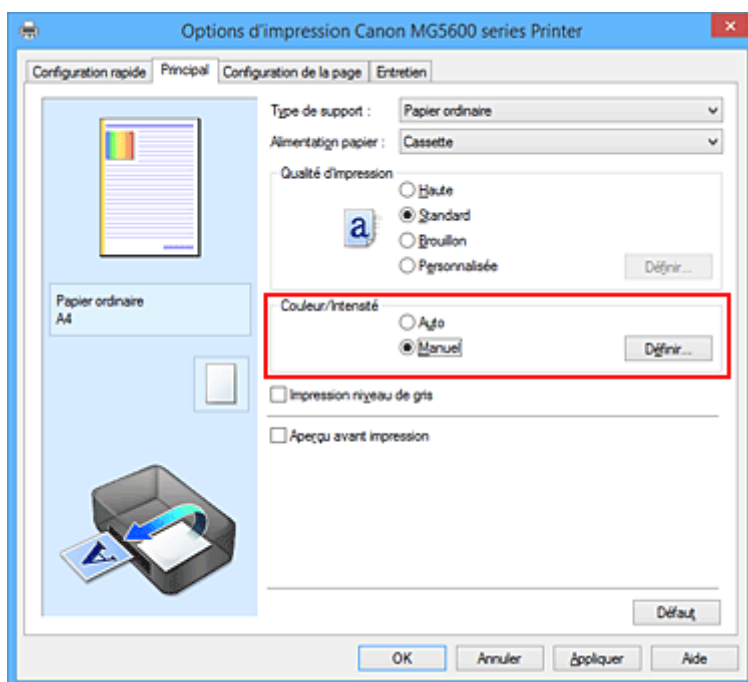 Options d'impression Canon MG5600 series Printer
Configuration rapide Principal Configuration de la page Entretien
Type de support : Papier ordinaire
Alimentation papier : Cassette
Qualité d'impression
Haute
a Standard
Brouillon
Personnalisée Définir...
Couleur/Intensité
Auto
Manuel Définir...
Papier ordinaire
A4
Impression niveau de gris
Aperçu avant impression
A
Défaut
OK Annuler Appliquer Aide